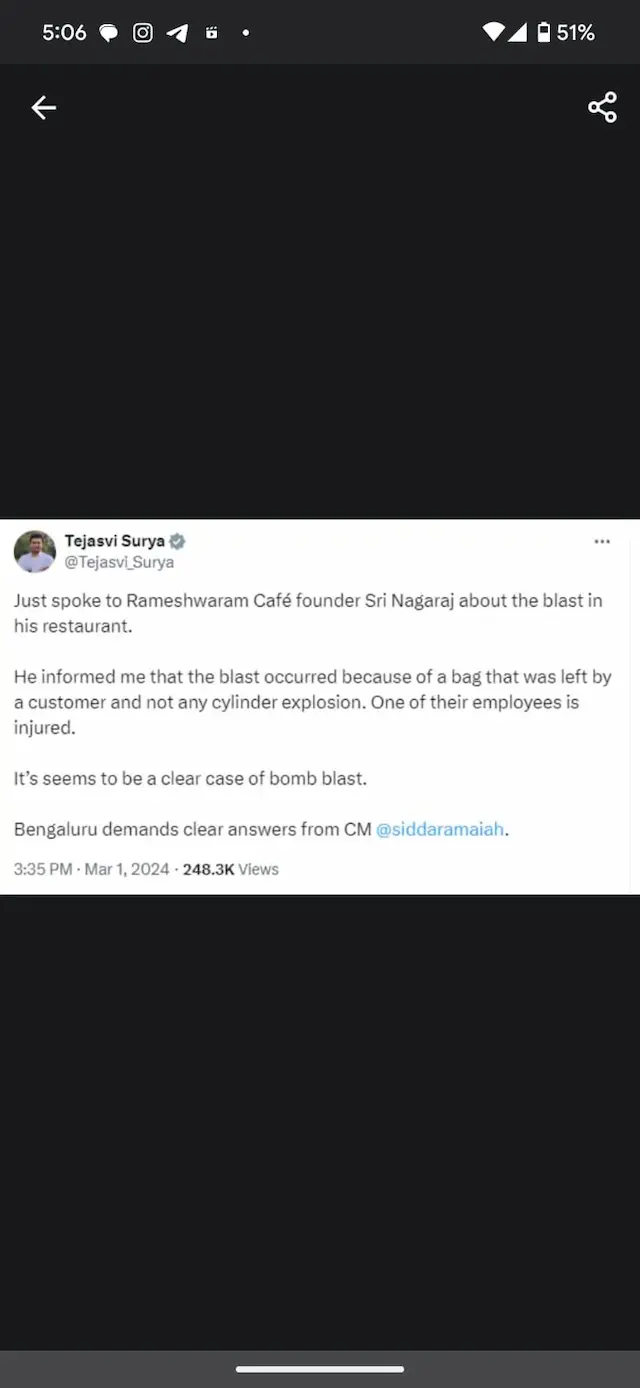 5:06
51%
Tejasvi Surya
@Tejasvi_Surya
Just spoke to Rameshwaram Café founder Sri Nagaraj about the blast in
his restaurant.
He informed me that the blast occurred because of a bag that was left by
a customer and not any cylinder explosion. One of their employees is
injured.
It's seems to be a clear case of bomb blast.
Bengaluru demands clear answers from CM @siddaramaiah.
3:35 PM · Mar 1, 2024 · 248.3K Views